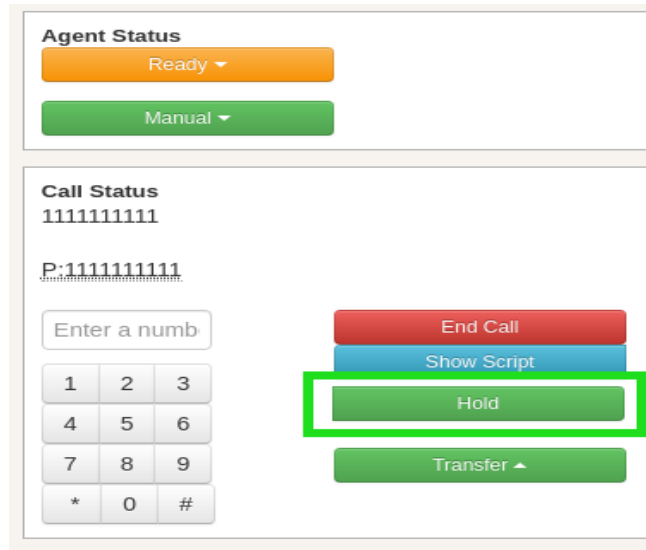 Agent Status
Ready
Manual
Call Status
1111111111
P:1111111111
Enter a numb
End Call
Show Script
1 2 3
Hold
4 5 6
7 8 9
Transfer
* 0 #